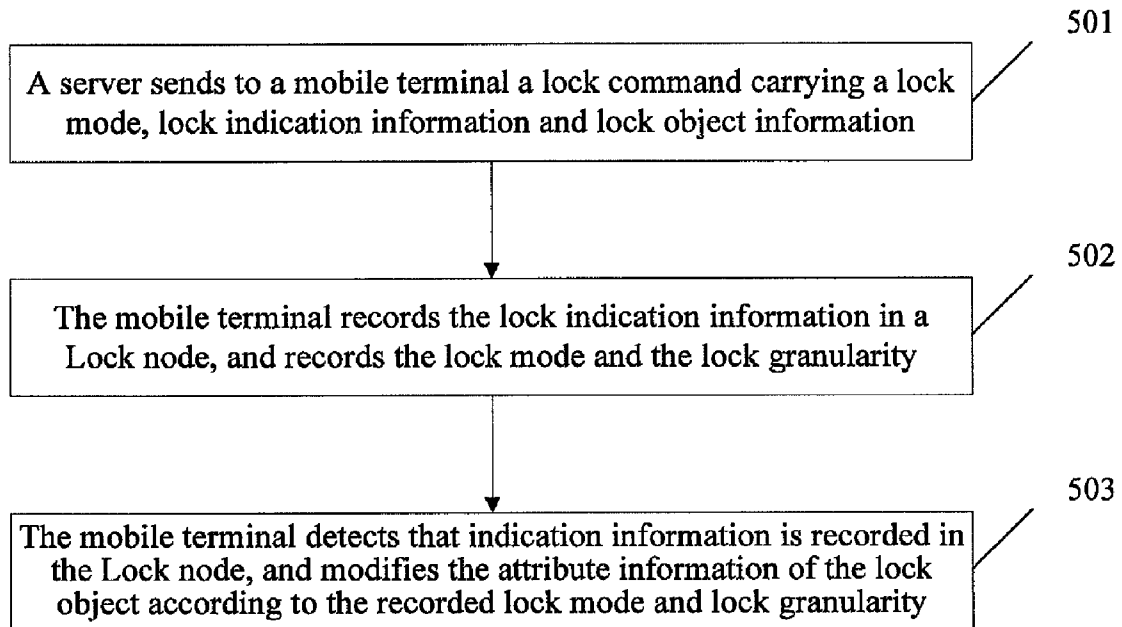 501
A server sends to a mobile terminal a lock command carrying a lock
mode, lock indication information and lock object information
502
The mobile terminal records the lock indication information in a
Lock node, and records the lock mode and the lock granularity
503
The mobile terminal detects that indication information is recorded in
the Lock node, and modifies the attribute information of the lock
object according to the recorded lock mode and lock granularity